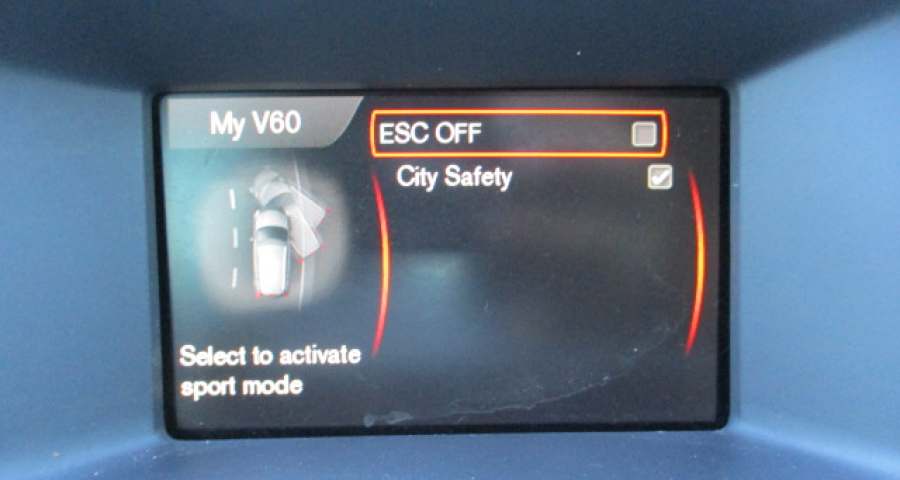 My V60
ESC OFF
City Safety
Select to activate
sport mode